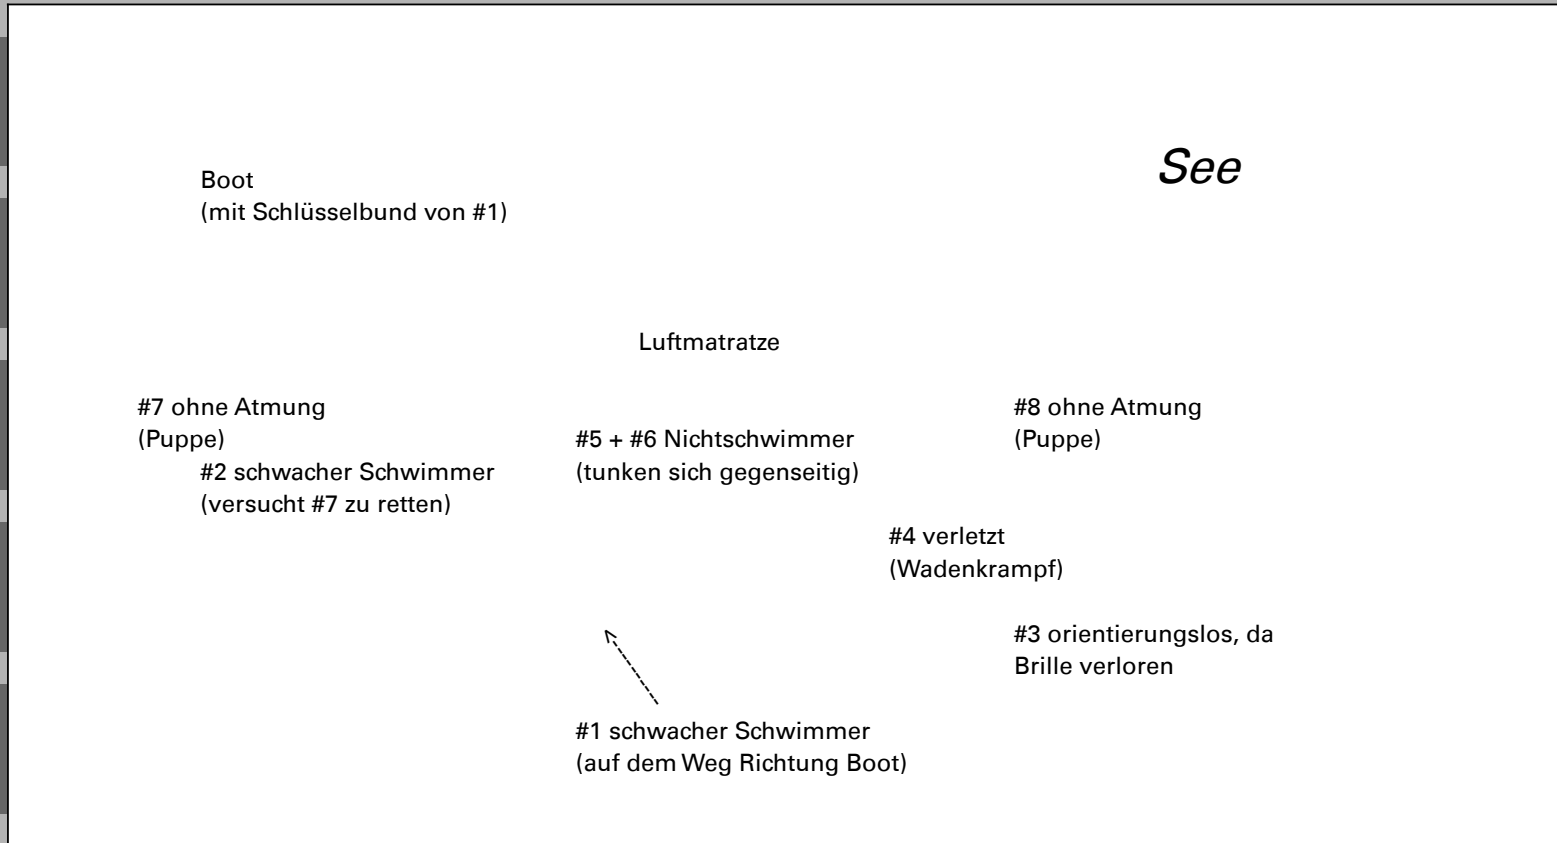 See
Boot
(mit Schlüsselbund von #1)
Luftmatratze
#7 ohne Atmung
(Puppe)
#2 schwacher Schwimmer
(versucht #7 zu retten)
#5 + #6 Nichtschwimmer
(tunken sich gegenseitig)
#8 ohne Atmung
(Puppe)
#4 verletzt
(Wadenkrampf)
#3 orientierungslos, da
Brille verloren
#1 schwacher Schwimmer
(auf dem Weg Richtung Boot)